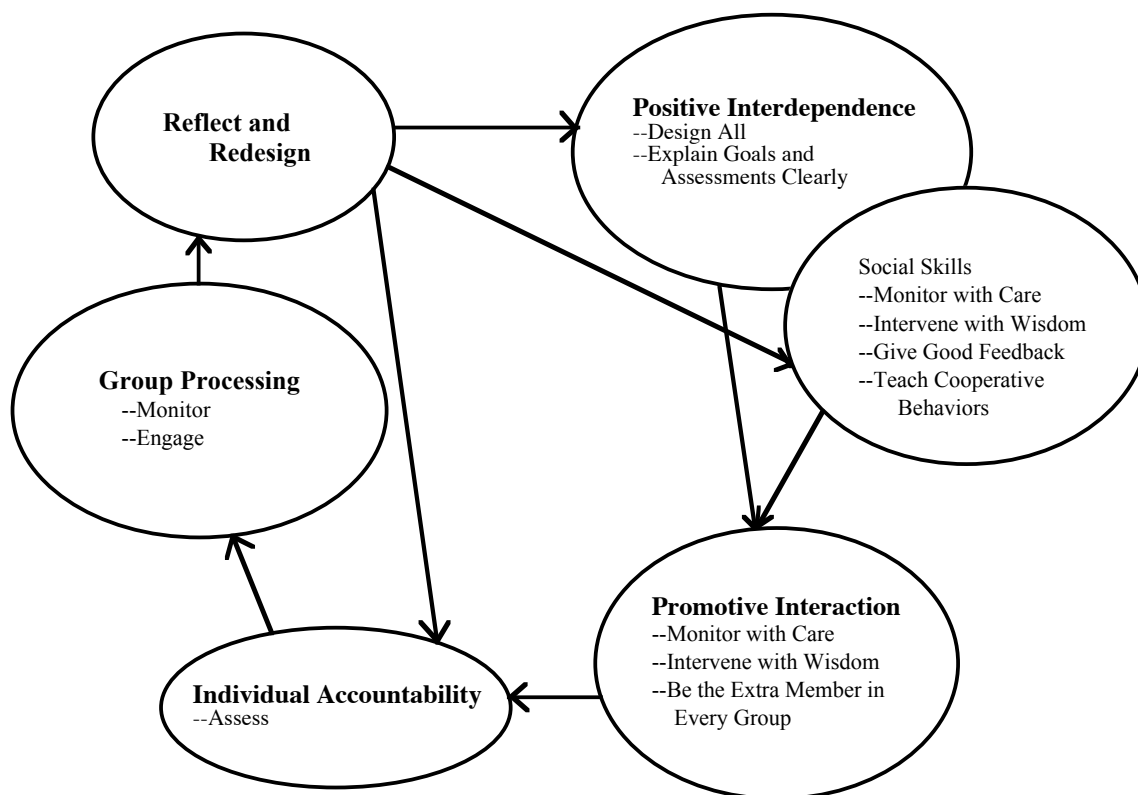 Reflect and
Redesign
Positive Interdependence
--Design All
--Explain Goals and
Assessments Clearly
Social Skills
--Monitor with Care
--Intervene with Wisdom
--Give Good Feedback
--Teach Cooperative
Behaviors
Group Processing
--Monitor
--Engage
Promotive Interaction
--Monitor with Care
--Intervene with Wisdom
--Be the Extra Member in
Every Group
Individual Accountability
--Assess